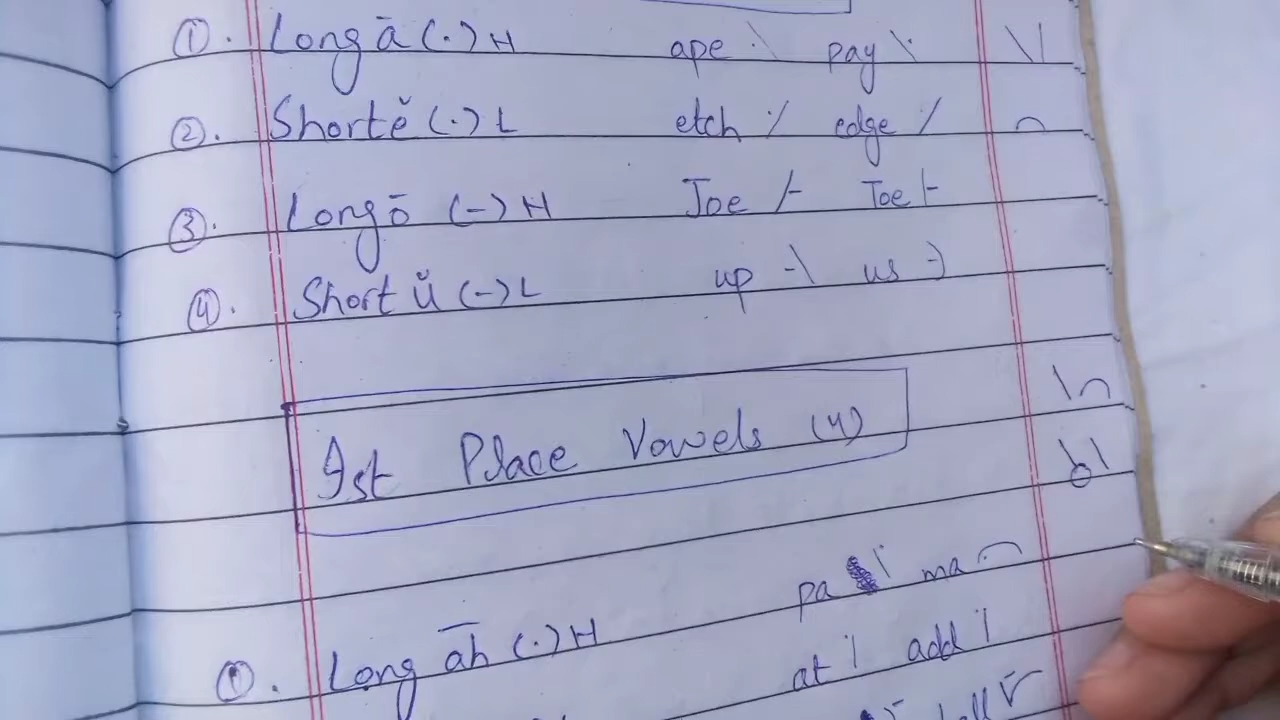 ①. Long ā (·) H ape pay
②. Short ĕ (·) L etch edge
③. Long ō (-) H Joe Toe
④. Short ŭ (-) L up us
1st Place Vowels (4)
pa ma
①. Long āh (·) H
at add